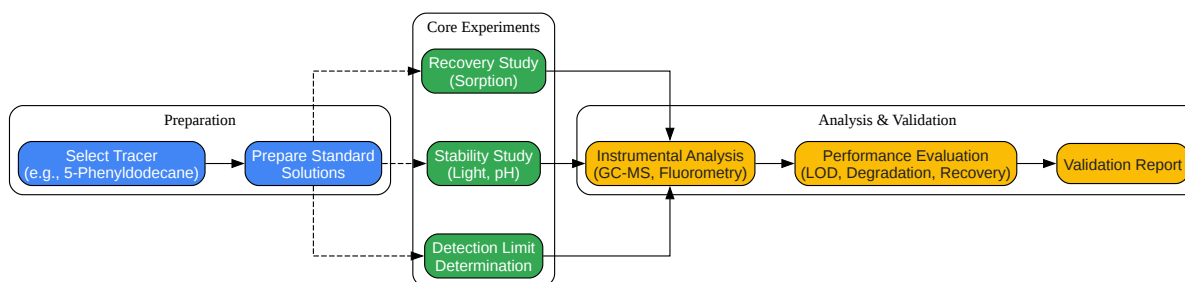 Preparation
Select Tracer
(e.g., 5-Phenyldodecane)
Prepare Standard
Solutions
Core Experiments
Recovery Study
(Sorption)
Stability Study
(Light, pH)
Detection Limit
Determination
Analysis & Validation
Instrumental Analysis
(GC-MS, Fluorometry)
Performance Evaluation
(LOD, Degradation, Recovery)
Validation Report